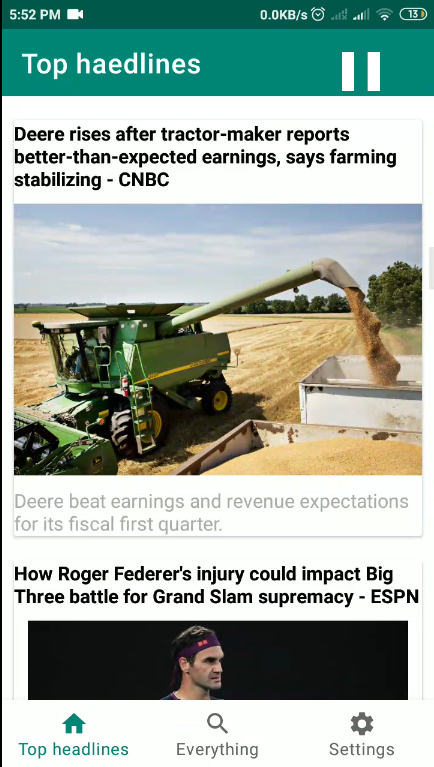 5:52 PM
0.0KB/s
13
Top haedlines
Deere rises after tractor-maker reports
better-than-expected earnings, says farming
stabilizing - CNBC
Deere beat earnings and revenue expectations
for its fiscal first quarter.
How Roger Federer's injury could impact Big
Three battle for Grand Slam supremacy - ESPN
Top headlines
Everything
Settings